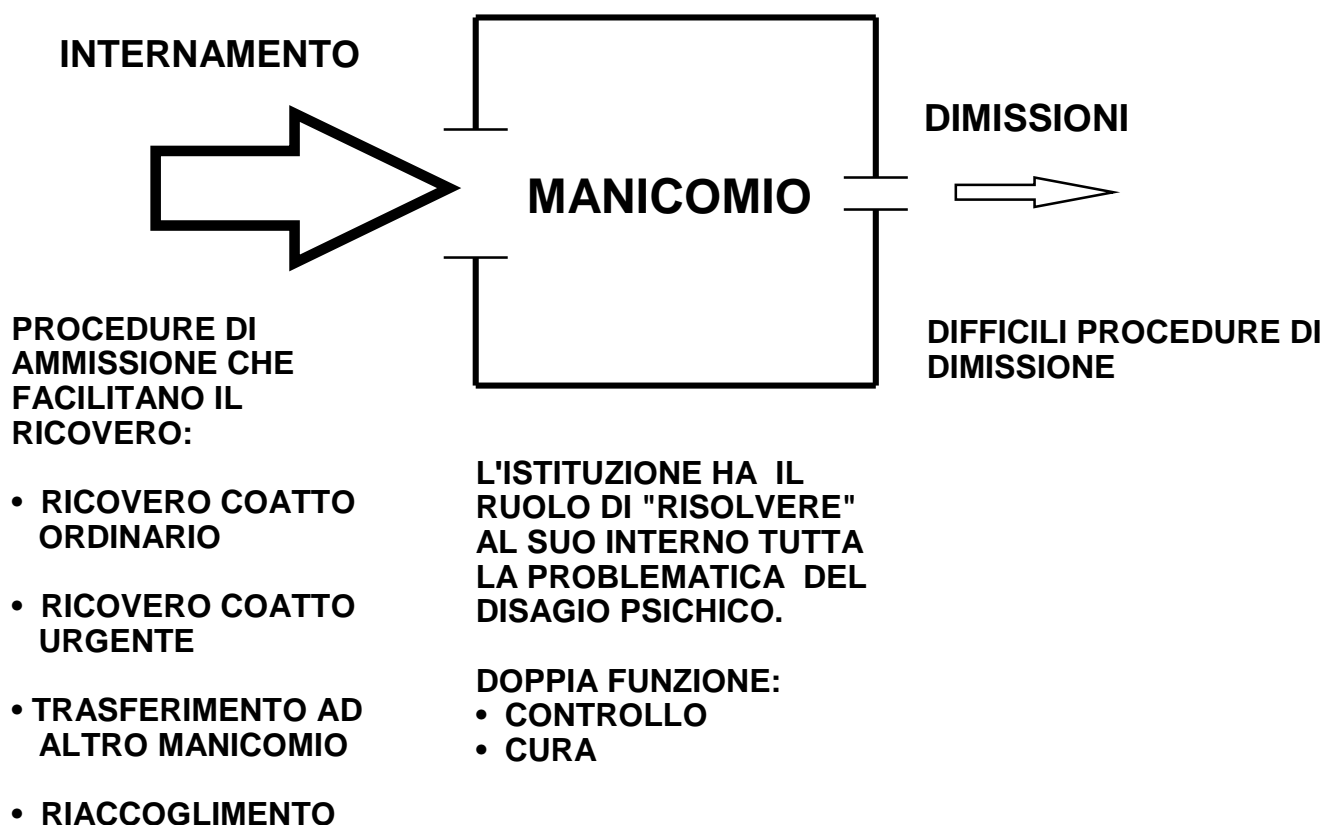 INTERNAMENTO
MANICOMIO
DIMISSIONI
PROCEDURE DI
AMMISSIONE CHE
FACILITANO IL
RICOVERO:
• RICOVERO COATTO
ORDINARIO
• RICOVERO COATTO
URGENTE
• TRASFERIMENTO AD
ALTRO MANICOMIO
• RIACCOGLIMENTO
L'ISTITUZIONE HA IL
RUOLO DI "RISOLVERE"
AL SUO INTERNO TUTTA
LA PROBLEMATICA DEL
DISAGIO PSICHICO.
DOPPIA FUNZIONE:
• CONTROLLO
• CURA
DIFFICILI PROCEDURE DI
DIMISSIONE